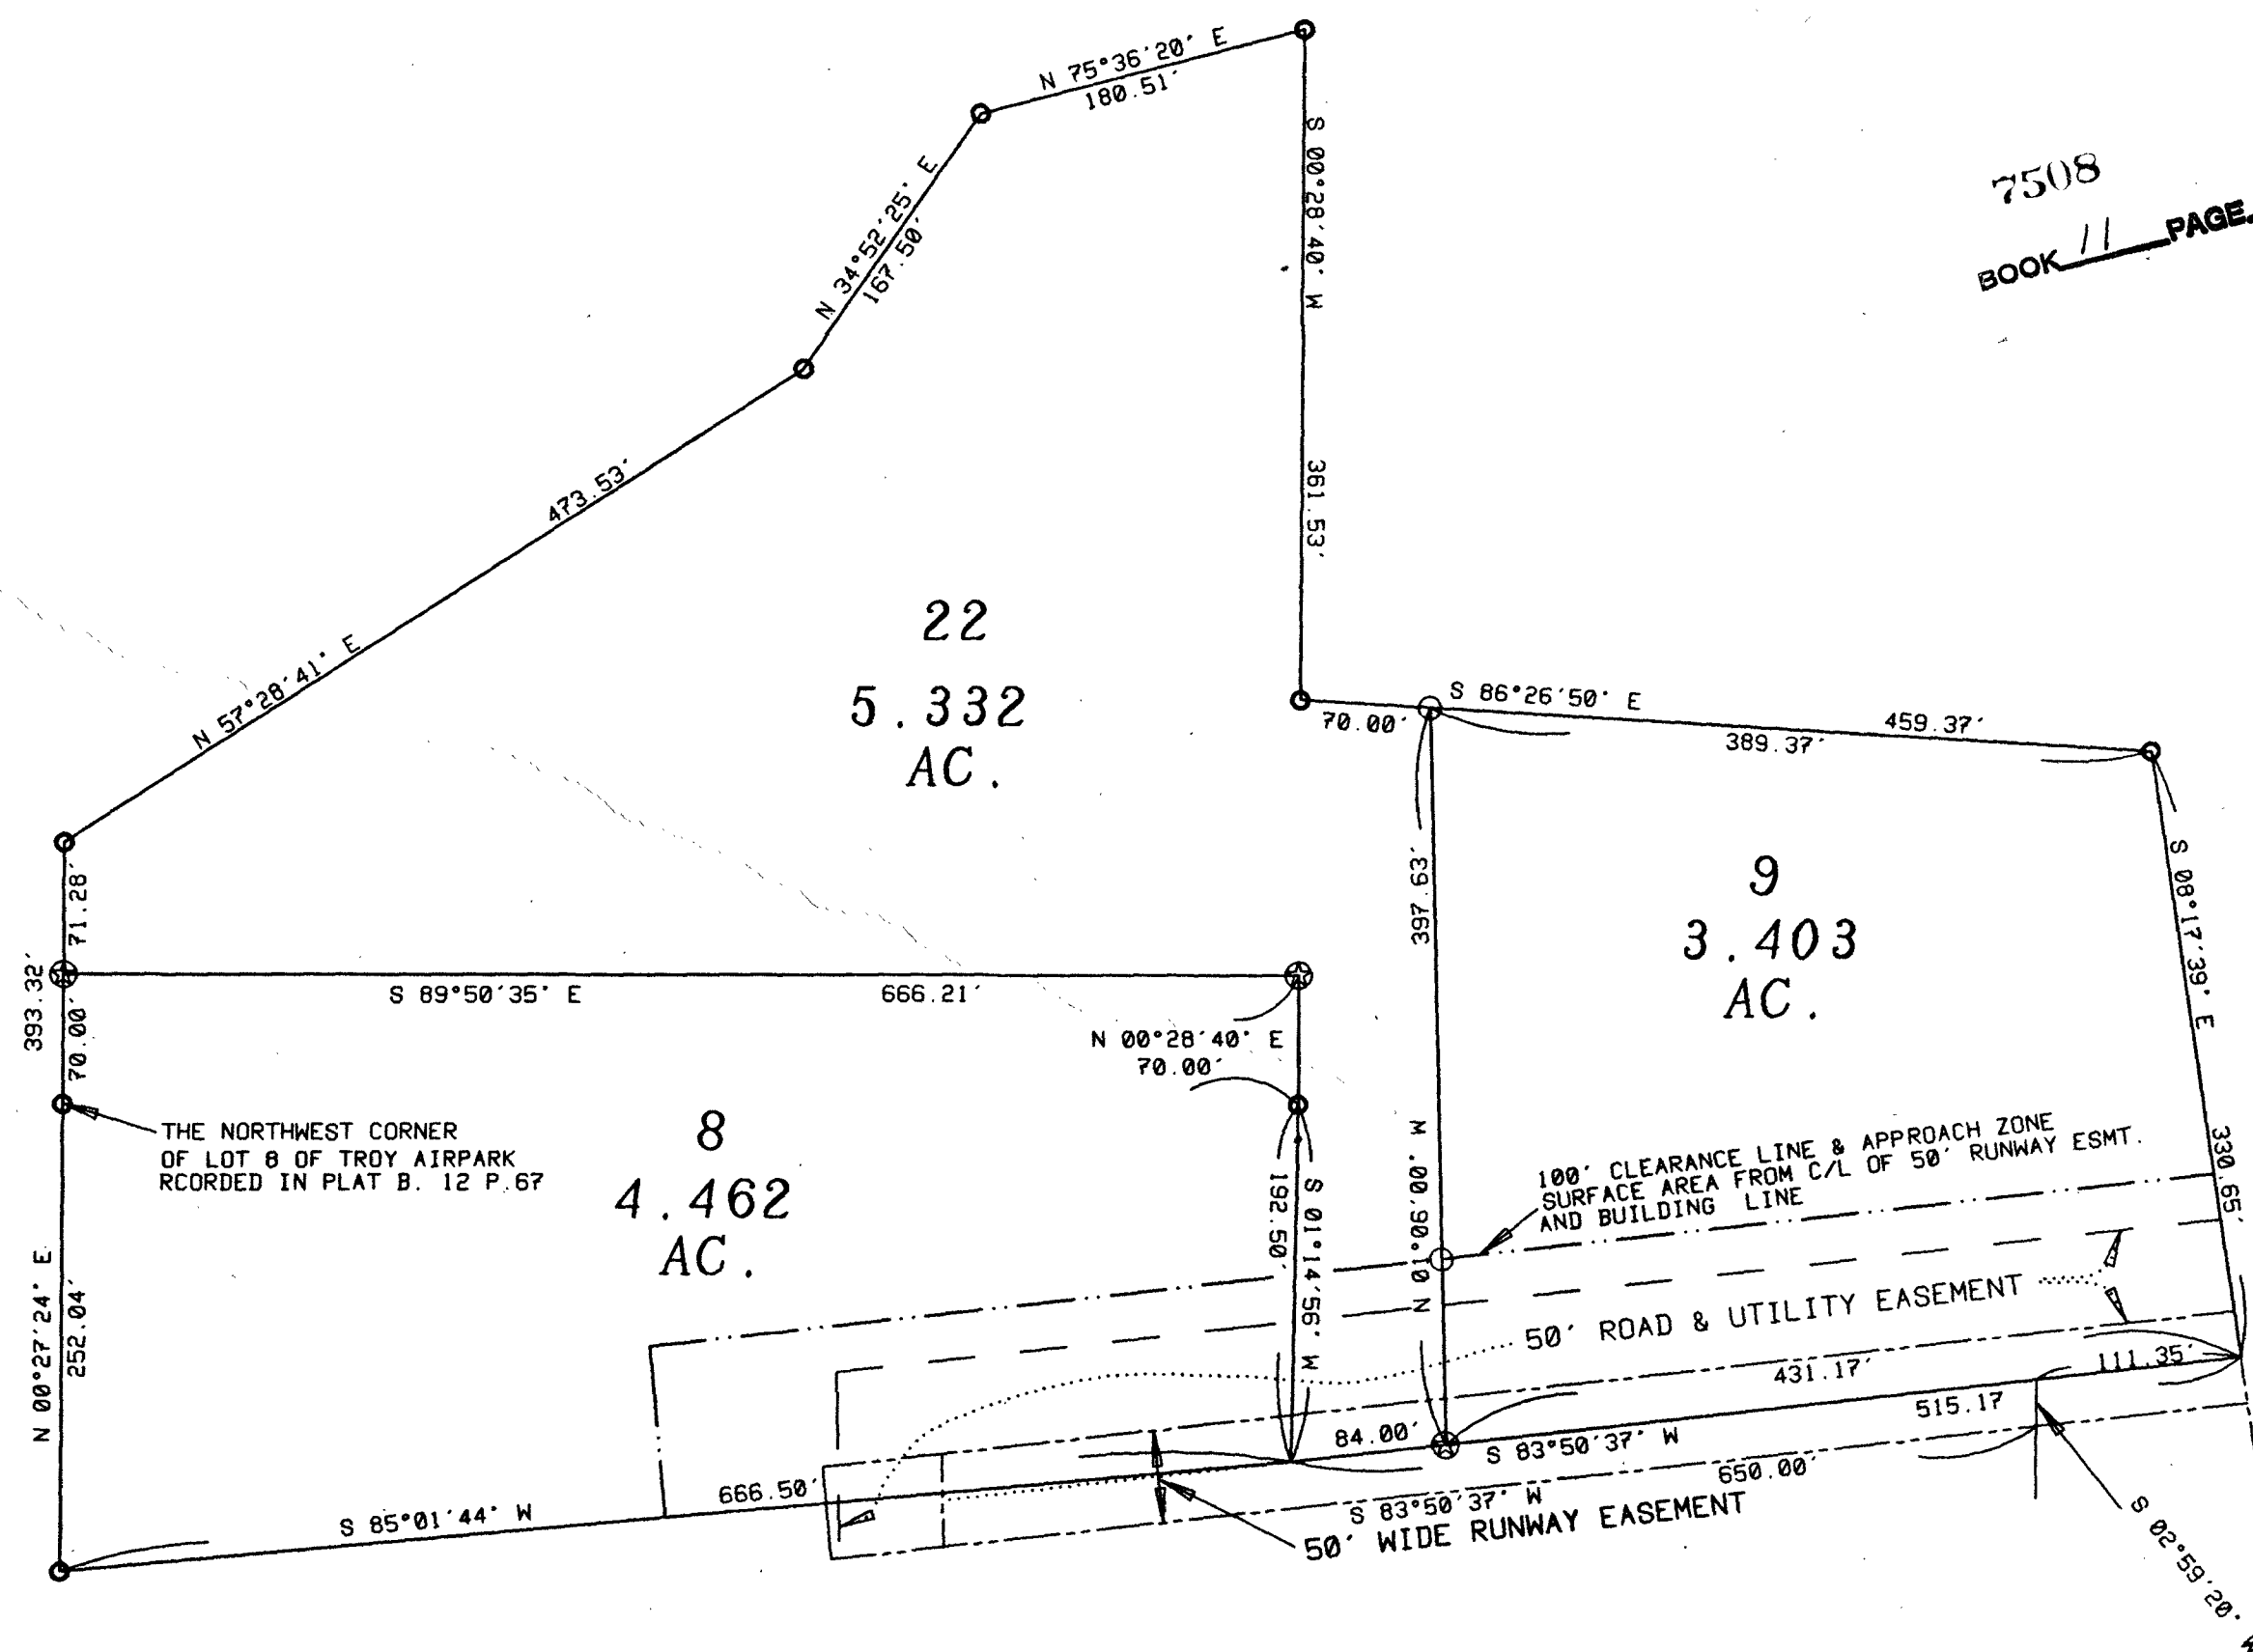 N 75°36'20" E
180.51'
S 00°28'40" W
361.53'
7508
BOOK 11 PAGE
N 34°52'25" E
167.50'
473.53'
N 57°28'41" E
22
5.332
AC.
S 86°26'50" E
70.00'
459.37'
389.37'
71.28'
393.32'
70.00'
S 89°50'35" E
666.21'
N 00°28'40" E
70.00'
397.63'
N 01°06'00" W
9
3.403
AC.
S 08°17'39" E
330.65'
THE NORTHWEST CORNER
OF LOT 8 OF TROY AIRPARK
RCORDED IN PLAT B. 12 P.67
8
4.462
AC.
192.50'
S 01°14'56" W
100' CLEARANCE LINE & APPROACH ZONE
SURFACE AREA FROM C/L OF 50' RUNWAY ESMT.
AND BUILDING LINE
N 00°27'24" E
252.04'
50' ROAD & UTILITY EASEMENT
431.17'
111.35'
515.17
84.00'
S 83°50'37" W
666.50'
650.00'
S 83°50'37" W
S 85°01'44" W
50' WIDE RUNWAY EASEMENT
S 02°59'20"